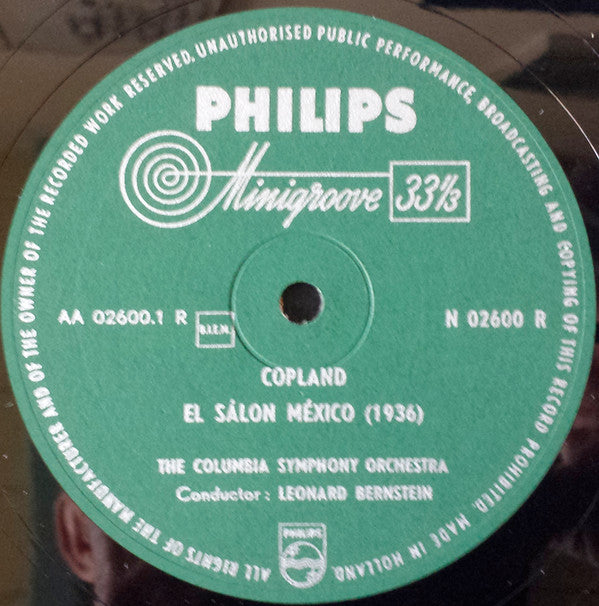 ALL RIGHTS OF THE MANUFACTURER AND OF THE OWNER OF THE RECORDED WORK RESERVED. UNAUTHORISED PUBLIC PERFORMANCE, BROADCASTING AND COPYING OF THIS RECORD PROHIBITED. MADE IN HOLLAND.
PHILIPS
Minigroove 33⅓
AA 02600.1 R
B.I.E.M.
N 02600 R
COPLAND
EL SÁLON MÉXICO (1936)
THE COLUMBIA SYMPHONY ORCHESTRA
Conductor: LEONARD BERNSTEIN
PHILIPS